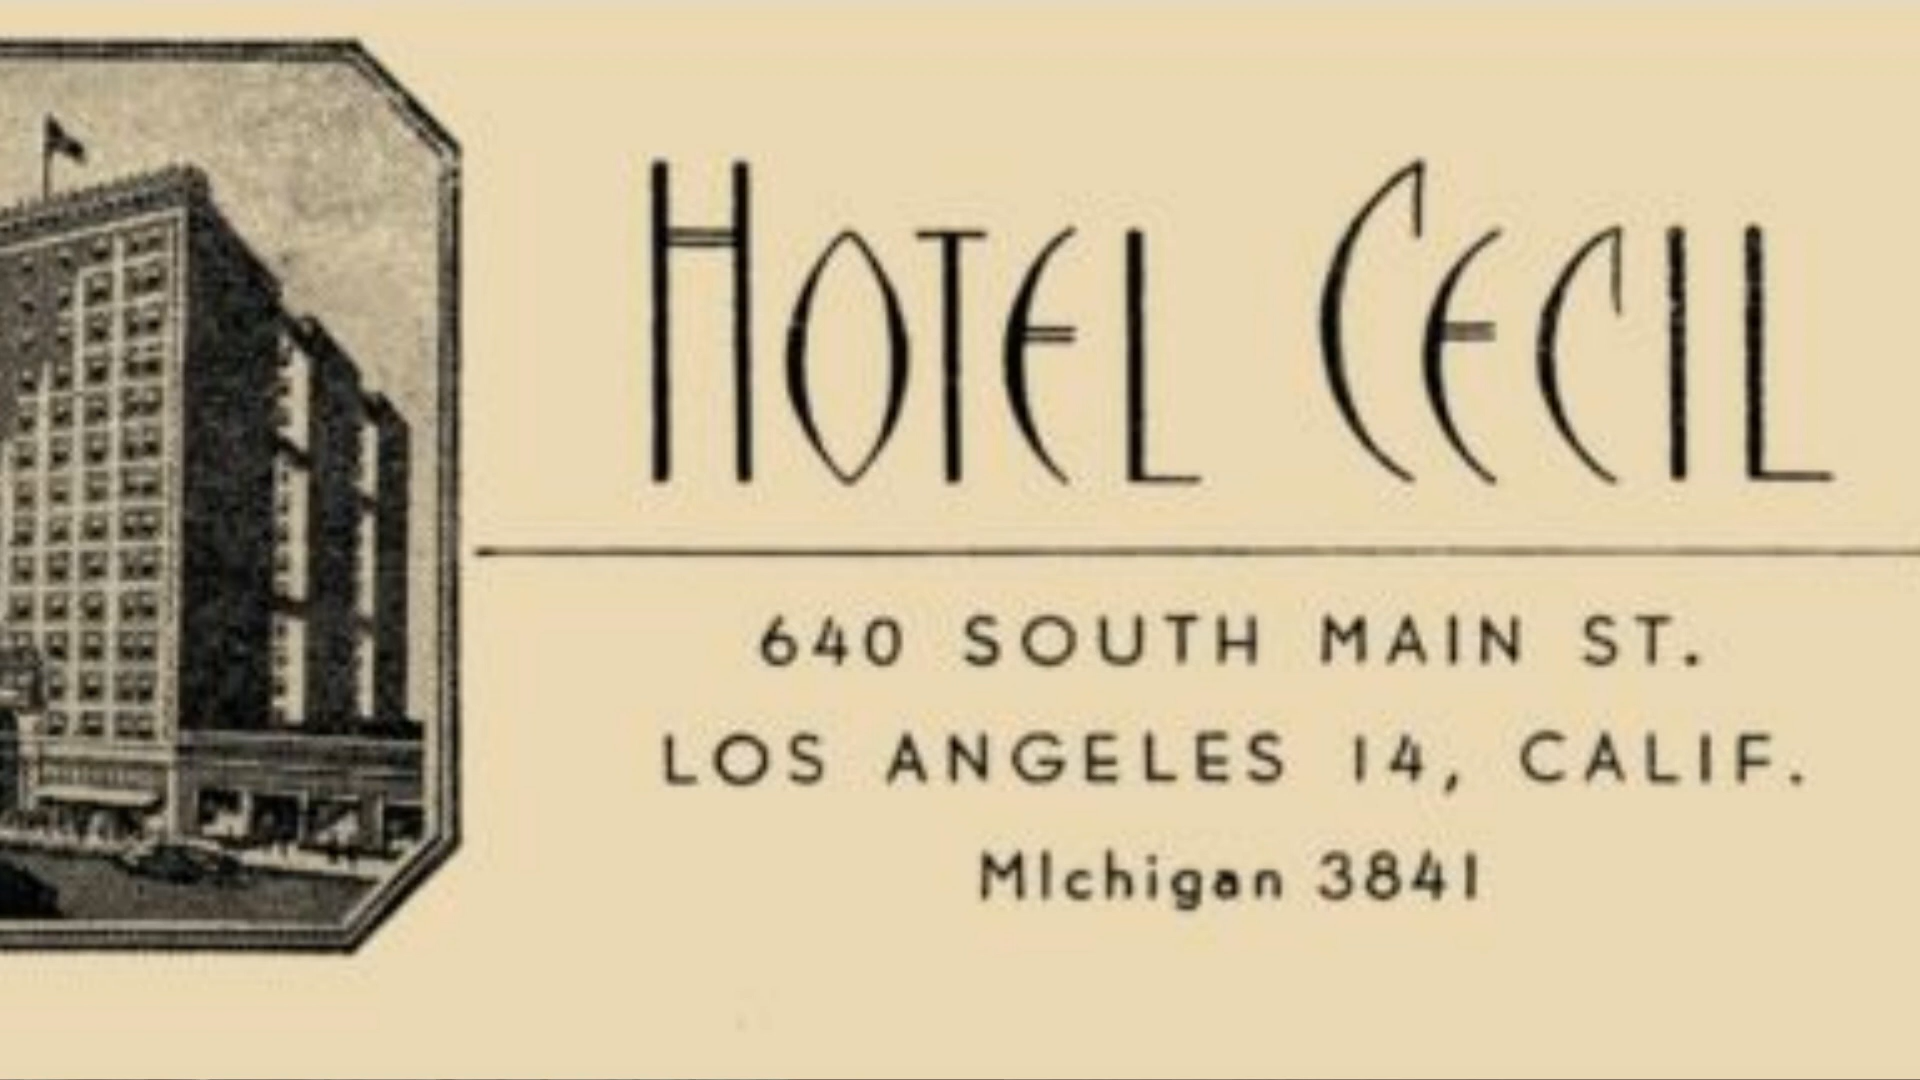 HOTEL CECIL
640 SOUTH MAIN ST.
LOS ANGELES 14, CALIF.
MIchigan 3841